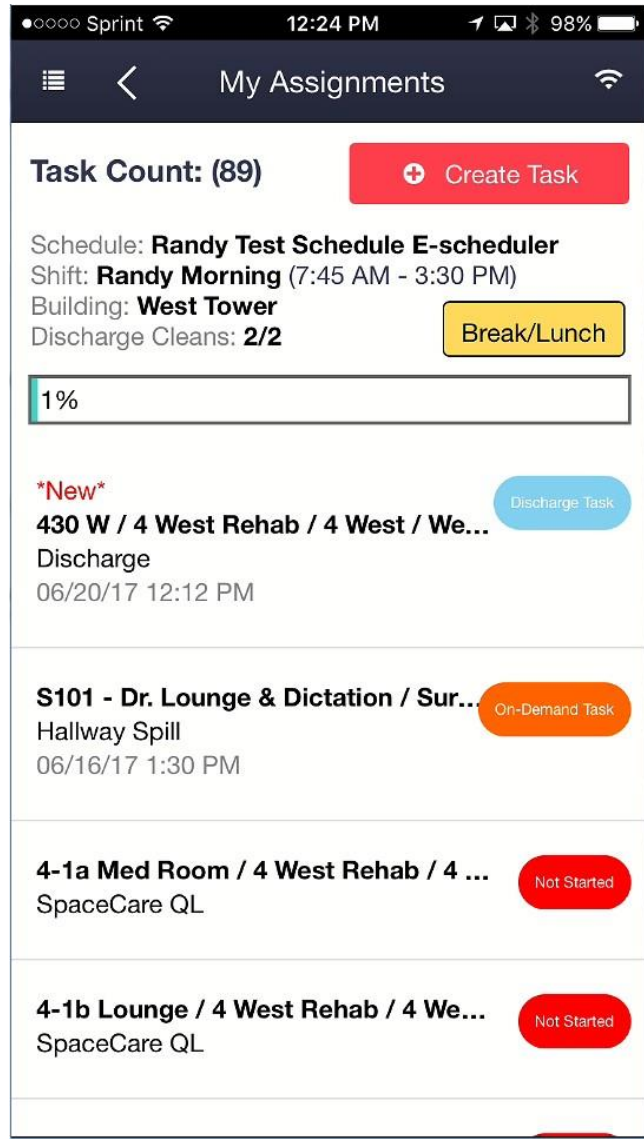 Sprint 12:24 PM 98%
My Assignments
Task Count: (89) Create Task
Schedule: Randy Test Schedule E-scheduler
Shift: Randy Morning (7:45 AM - 3:30 PM)
Building: West Tower
Discharge Cleans: 2/2 Break/Lunch
1%
*New*
Discharge Task
430 W / 4 West Rehab / 4 West / We...
Discharge
06/20/17 12:12 PM
S101 - Dr. Lounge & Dictation / Sur... On-Demand Task
Hallway Spill
06/16/17 1:30 PM
4-1a Med Room / 4 West Rehab / 4 ... Not Started
SpaceCare QL
4-1b Lounge / 4 West Rehab / 4 We... Not Started
SpaceCare QL